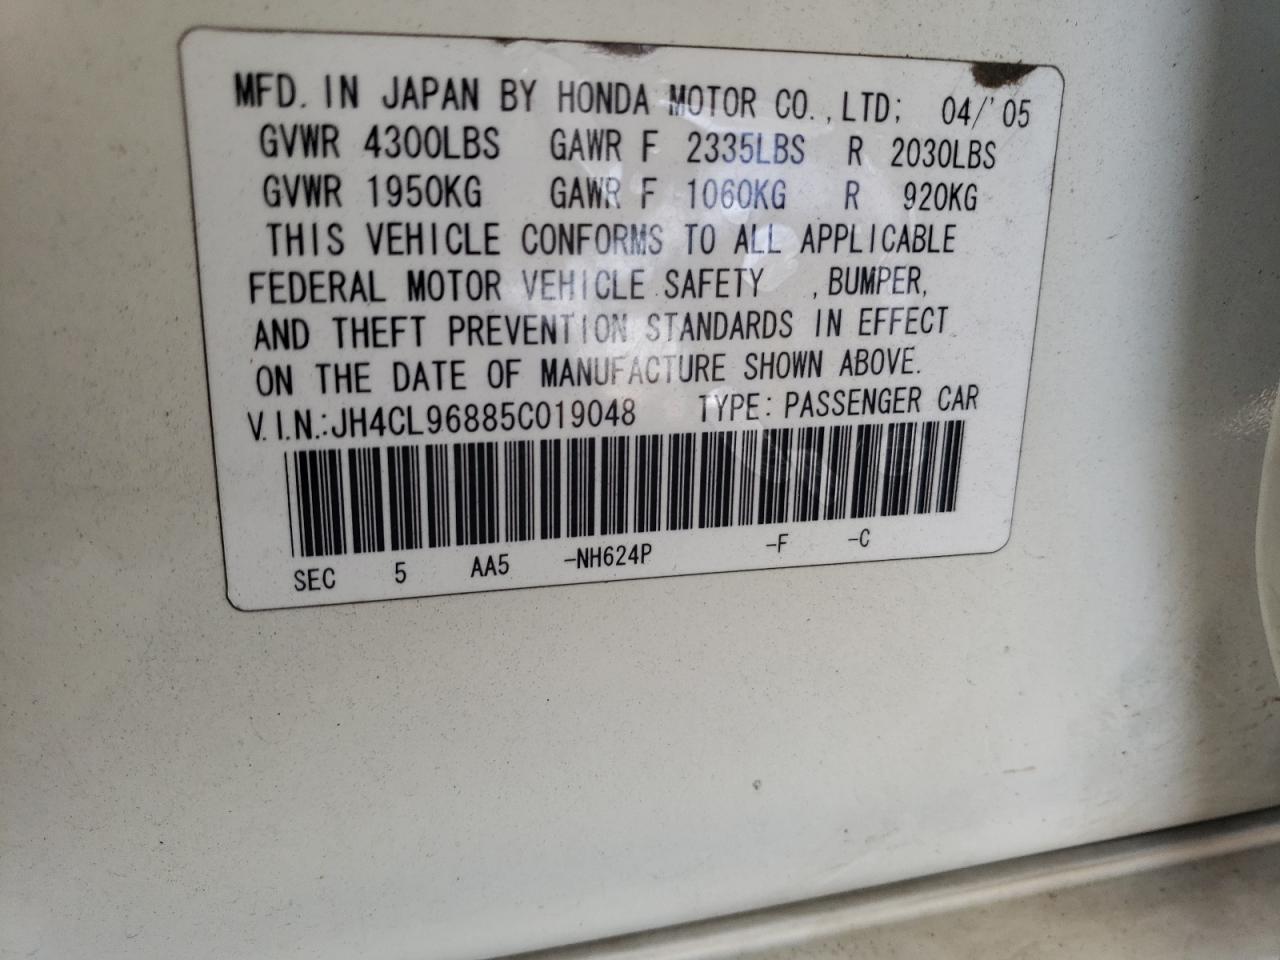 MFD. IN JAPAN BY HONDA MOTOR CO.,LTD; 04/'05
GVWR 4300LBS GAWR F 2335LBS R 2030LBS
GVWR 1950KG GAWR F 1060KG R 920KG
THIS VEHICLE CONFORMS TO ALL APPLICABLE
FEDERAL MOTOR VEHICLE SAFETY ,BUMPER,
AND THEFT PREVENTION STANDARDS IN EFFECT
ON THE DATE OF MANUFACTURE SHOWN ABOVE.
V.I.N.:JH4CL96885C019048 TYPE: PASSENGER CAR
SEC 5 AA5 -NH624P -F -C